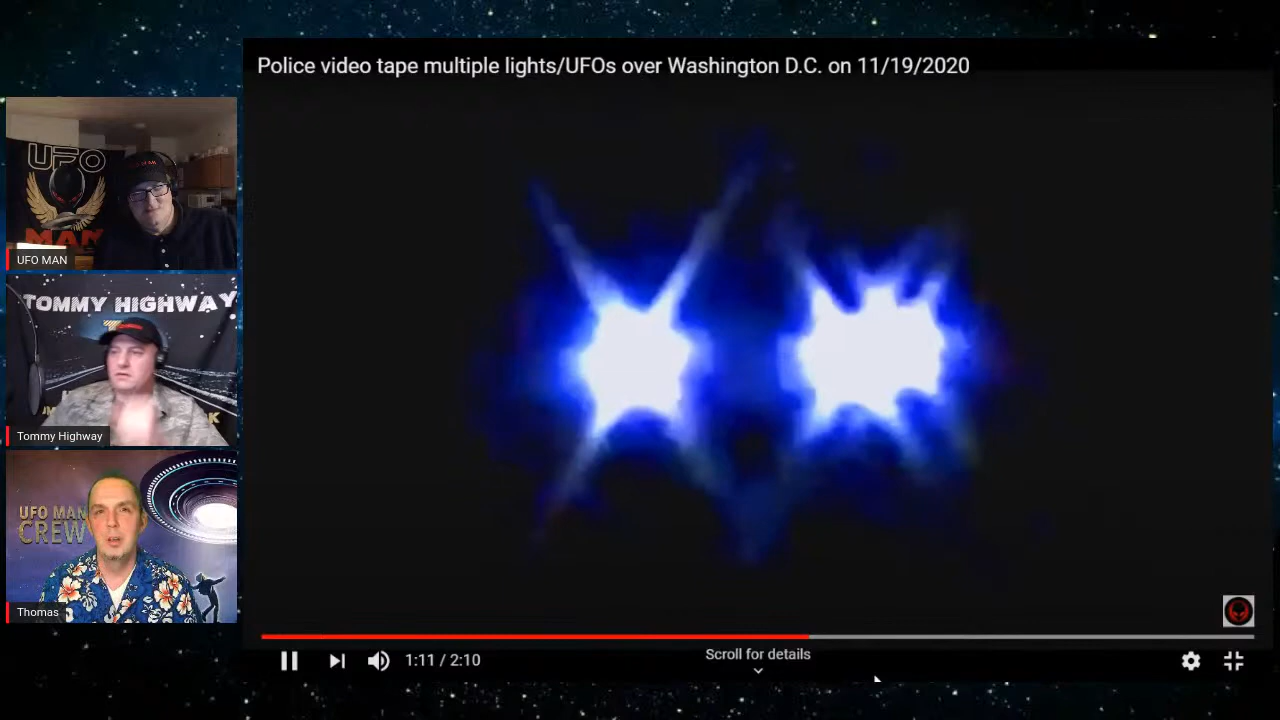 Police video tape multiple lights/UFOs over Washington D.C. on 11/19/2020
UFO
MAN
UFO MAN
TOMMY HIGHWAY
Tommy Highway
UFO MAN
CREW
Thomas
1:11 / 2:10
Scroll for details